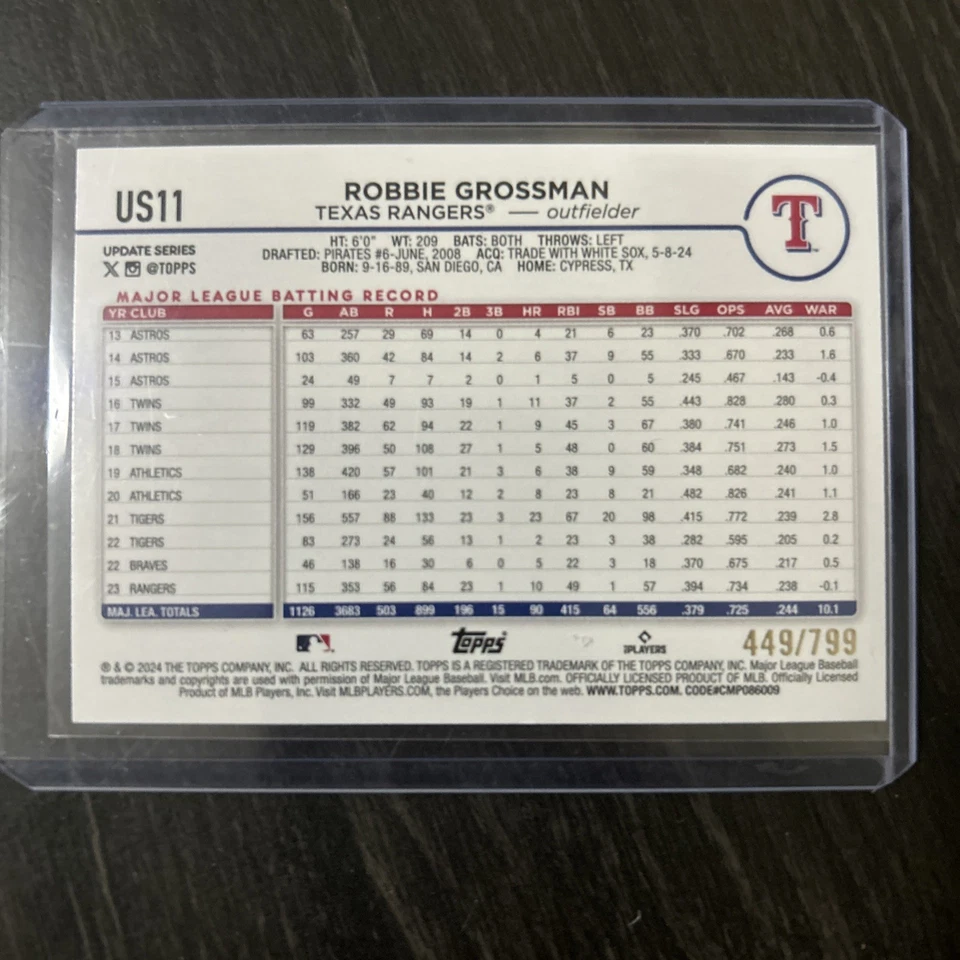 US11
ROBBIE GROSSMAN
TEXAS RANGERS® — outfielder
T
UPDATE SERIES
X @TOPPS
HT: 6'0" WT: 209 BATS: BOTH THROWS: LEFT
DRAFTED: PIRATES #6-JUNE, 2008 ACQ: TRADE WITH WHITE SOX, 5-8-24
BORN: 9-16-89, SAN DIEGO, CA HOME: CYPRESS, TX
MAJOR LEAGUE BATTING RECORD
YR CLUB G AB R H 2B 3B HR RBI SB BB SLG OPS AVG WAR
13 ASTROS 63 257 29 69 14 0 4 21 6 23 .370 .702 .268 0.6
14 ASTROS 103 360 42 84 14 2 6 37 9 55 .333 .670 .233 1.6
15 ASTROS 24 49 7 7 2 0 1 5 0 5 .245 .467 .143 -0.4
16 TWINS 99 332 49 93 19 1 11 37 2 55 .443 .828 .280 0.3
17 TWINS 119 382 62 94 22 1 9 45 3 67 .380 .741 .246 1.0
18 TWINS 129 396 50 108 27 1 5 48 0 60 .384 .751 .273 1.5
19 ATHLETICS 138 420 57 101 21 3 6 38 9 59 .348 .682 .240 1.0
20 ATHLETICS 51 166 23 40 12 2 8 23 8 21 .482 .826 .241 1.1
21 TIGERS 156 557 88 133 23 3 23 67 20 98 .415 .772 .239 2.8
22 TIGERS 83 273 24 56 13 1 2 23 3 38 .282 .595 .205 0.2
22 BRAVES 46 138 16 30 6 0 5 22 3 18 .370 .675 .217 0.5
23 RANGERS 115 353 56 84 23 1 10 49 1 57 .394 .734 .238 -0.1
MAJ. LEA. TOTALS 1126 3683 503 899 196 15 90 415 64 556 .379 .725 .244 10.1
topps PLAYERS 449/799
® & © 2024 THE TOPPS COMPANY, INC. ALL RIGHTS RESERVED. TOPPS IS A REGISTERED TRADEMARK OF THE TOPPS COMPANY, INC. Major League Baseball
trademarks and copyrights are used with permission of Major League Baseball. Visit MLB.com. OFFICIALLY LICENSED PRODUCT OF MLB. Officially Licensed
Product of MLB Players, Inc. Visit MLBPLAYERS.COM, the Players Choice on the web. WWW.TOPPS.COM. CODE#CMP086009